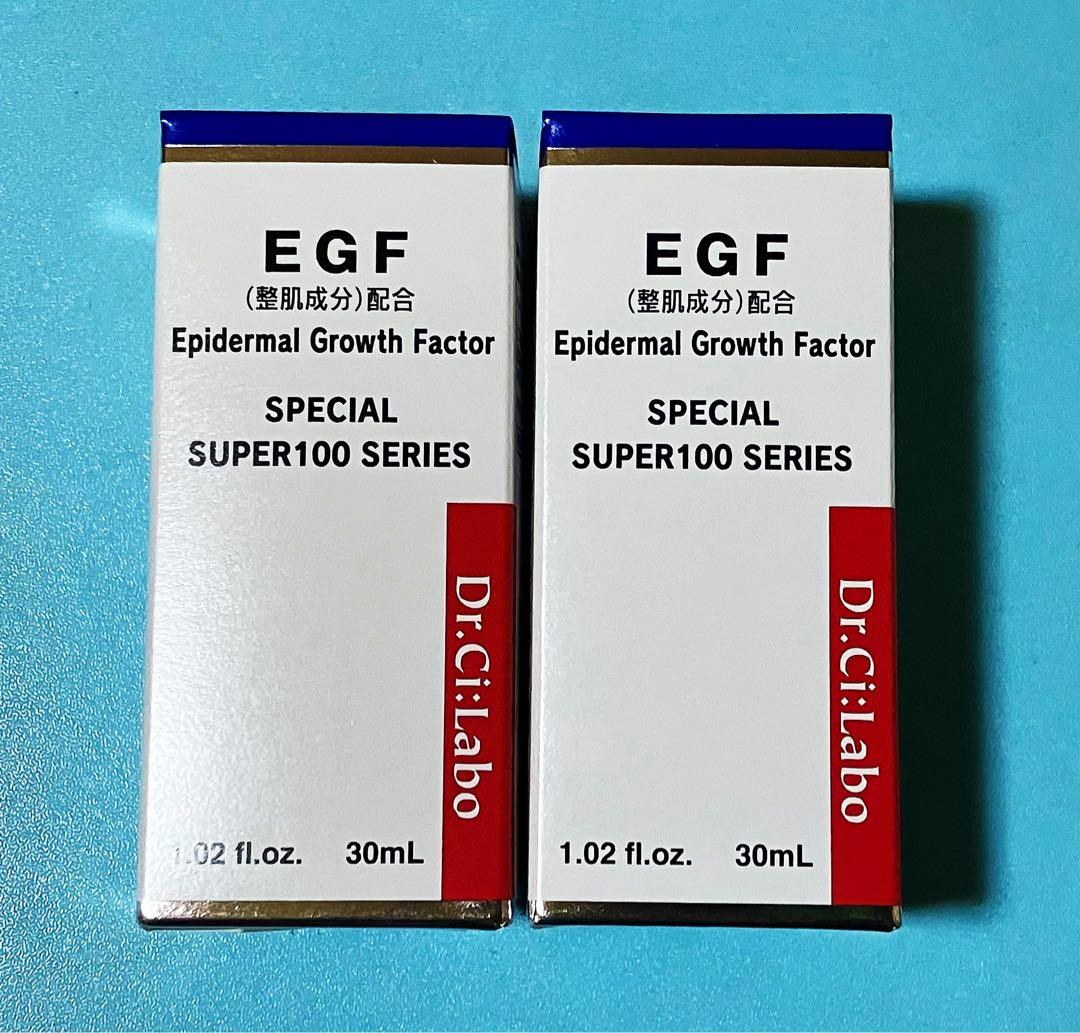 EGF
(整肌成分)配合
Epidermal Growth Factor
SPECIAL
SUPER100 SERIES
Dr.Ci:Labo
1.02 fl.oz. 30mL
EGF
(整肌成分)配合
Epidermal Growth Factor
SPECIAL
SUPER100 SERIES
Dr.Ci:Labo
1.02 fl.oz. 30mL